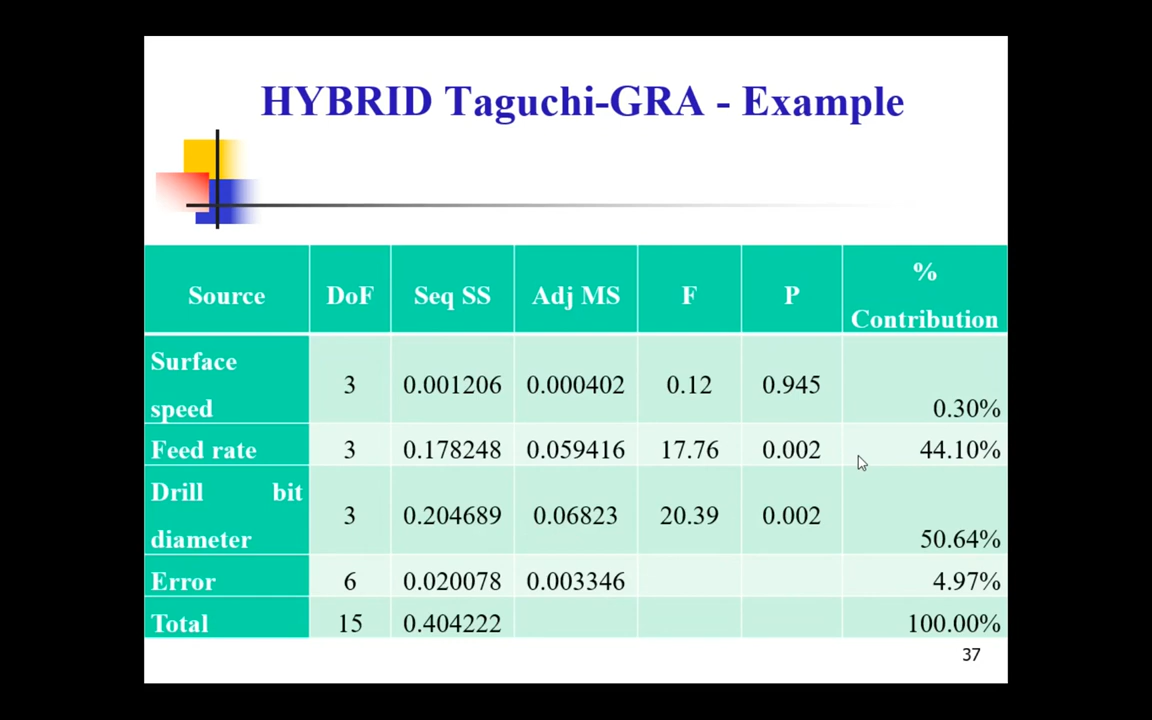 HYBRID Taguchi-GRA - Example
Source DoF Seq SS Adj MS F P % Contribution
Surface speed 3 0.001206 0.000402 0.12 0.945 0.30%
Feed rate 3 0.178248 0.059416 17.76 0.002 44.10%
Drill bit diameter 3 0.204689 0.06823 20.39 0.002 50.64%
Error 6 0.020078 0.003346 4.97%
Total 15 0.404222 100.00%
37